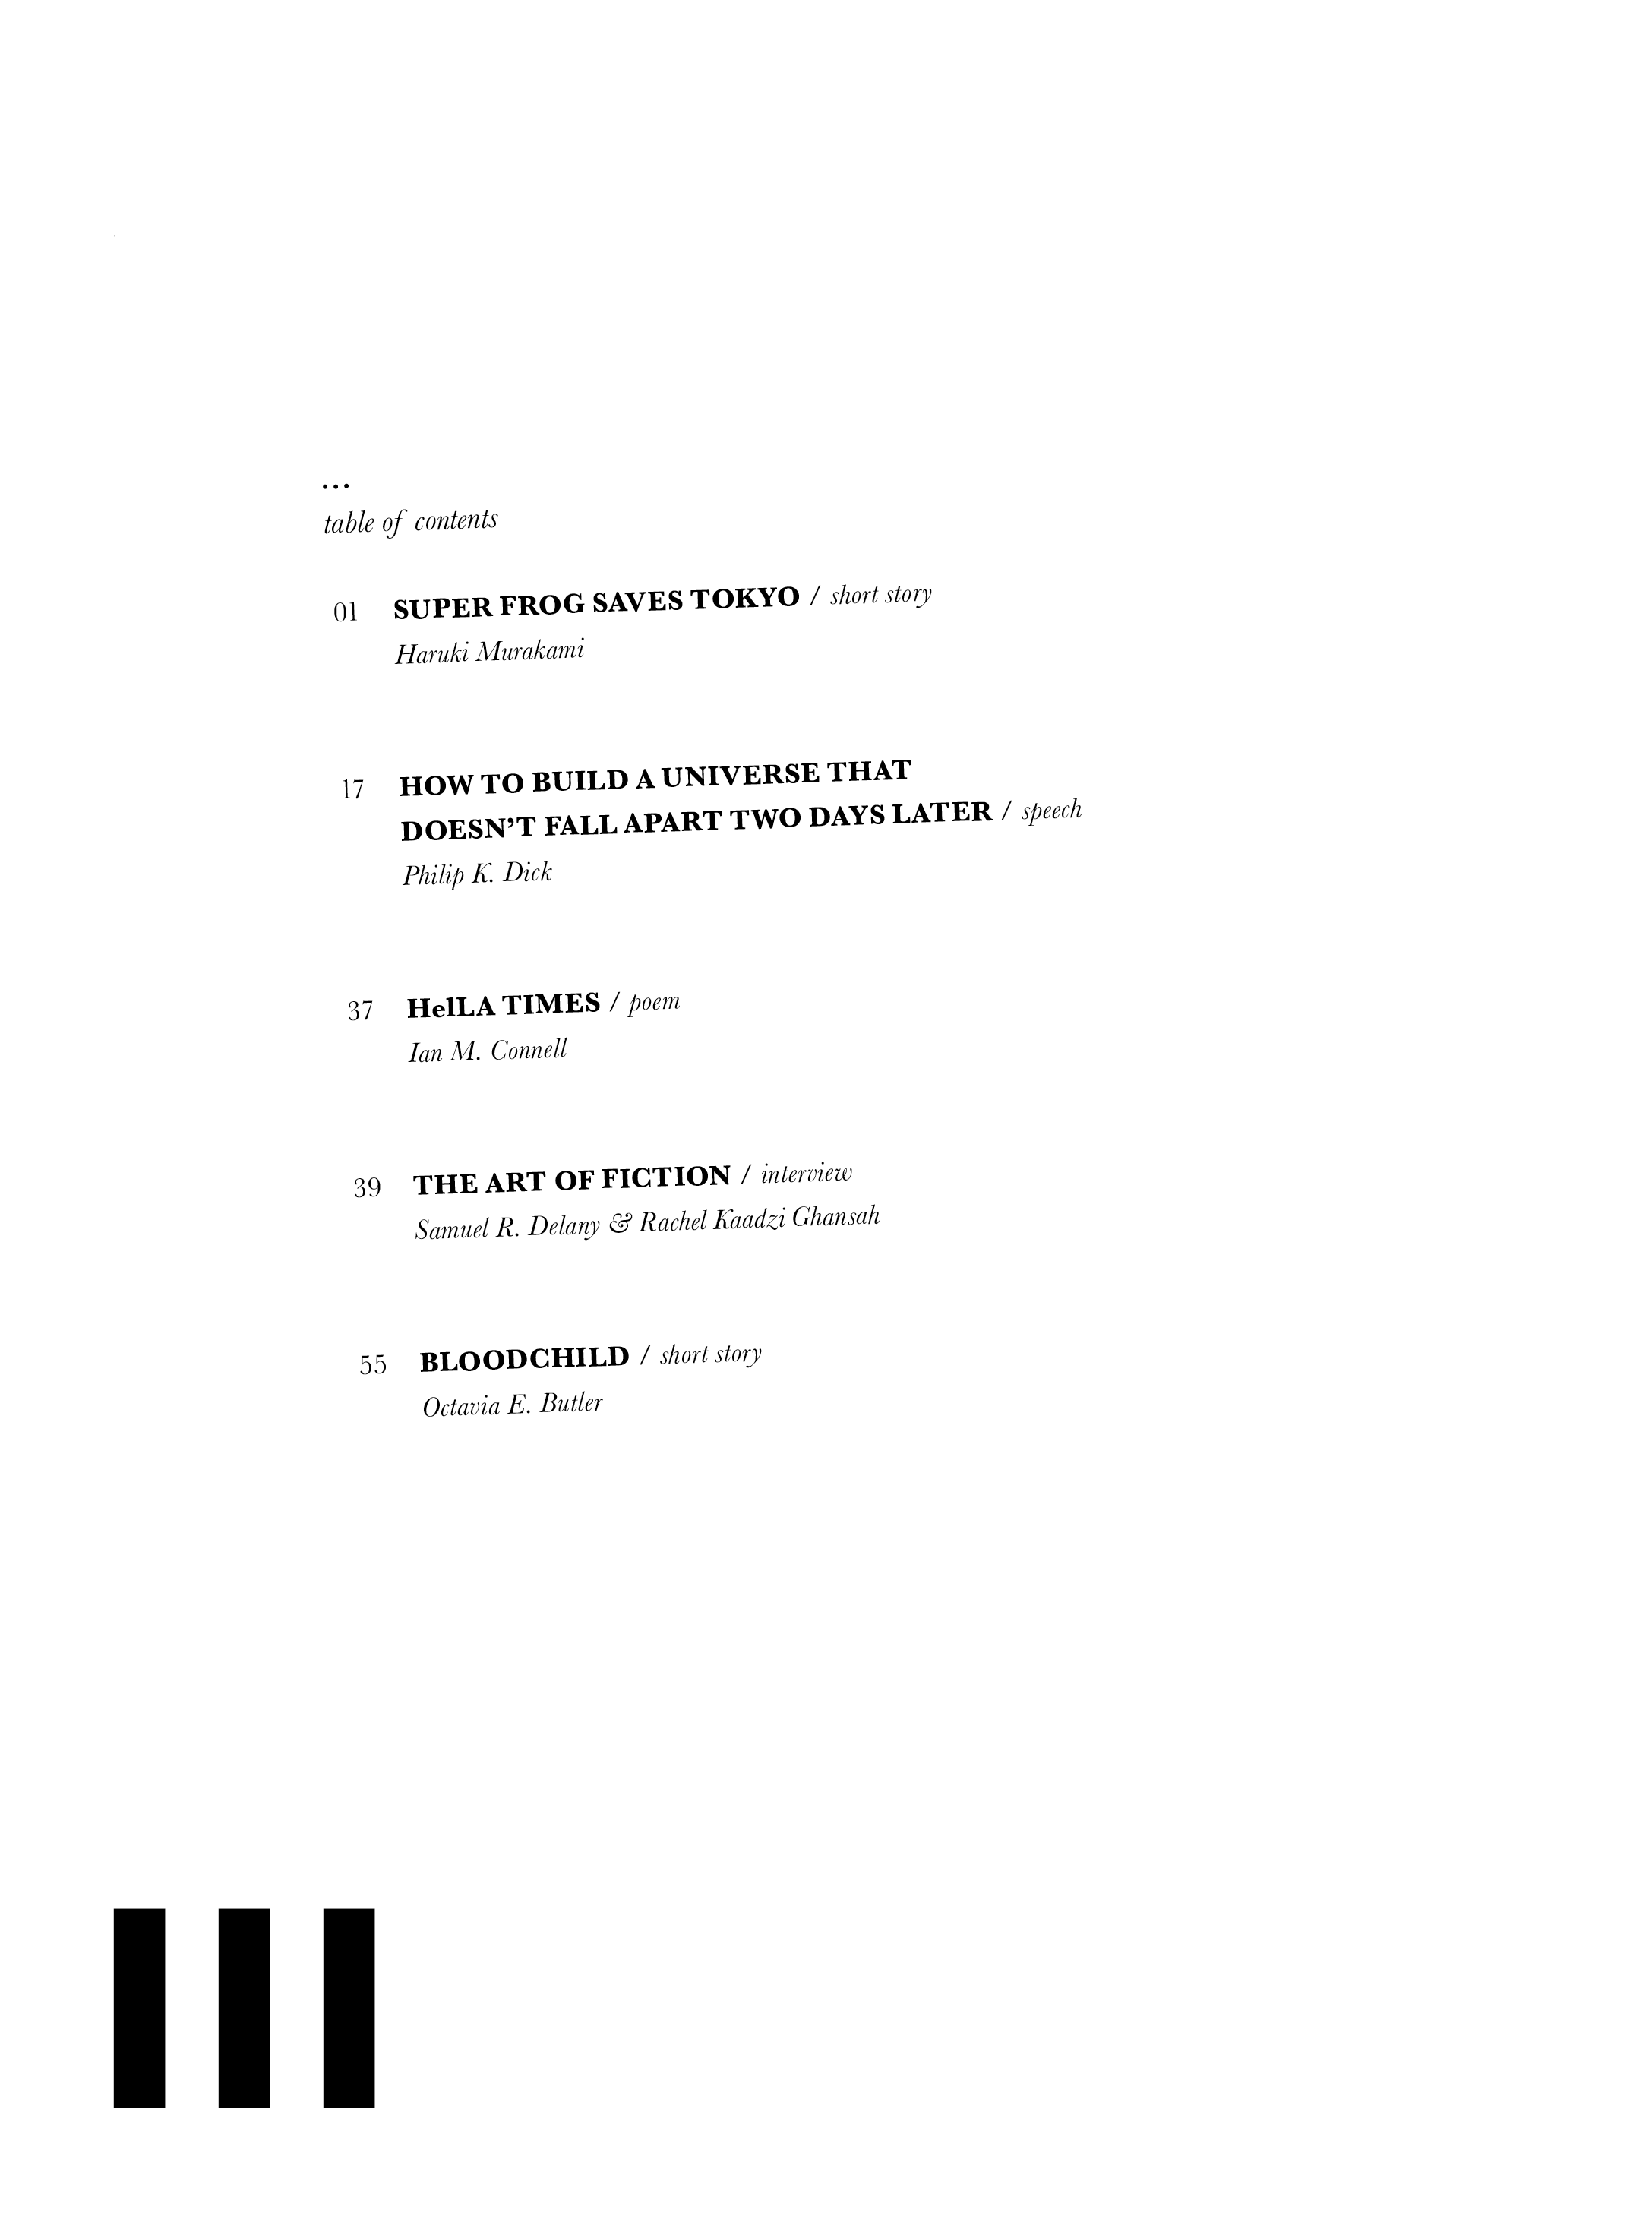 ...
table of contents
01 SUPER FROG SAVES TOKYO / short story
Haruki Murakami
17 HOW TO BUILD A UNIVERSE THAT
DOESN’T FALL APART TWO DAYS LATER / speech
Philip K. Dick
37 HelLA TIMES / poem
Ian M. Connell
39 THE ART OF FICTION / interview
Samuel R. Delany & Rachel Kaadzi Ghansah
55 BLOODCHILD / short story
Octavia E. Butler
III